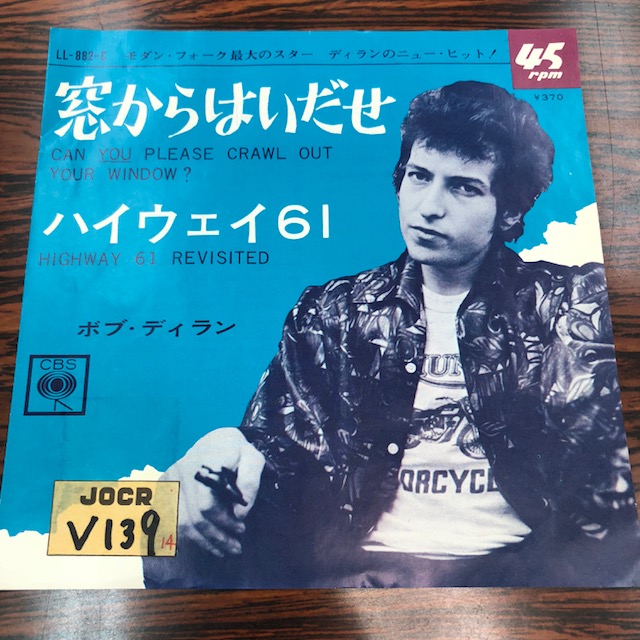 LL-882-C モダン・フォーク最大のスター ディランのニュー・ヒット!
45
rpm
¥370
窓からはいだせ
CAN YOU PLEASE CRAWL OUT
YOUR WINDOW?
ハイウェイ61
HIGHWAY 61 REVISITED
ボブ・ディラン
CBS
JOCR
V139
14
ORCYCL